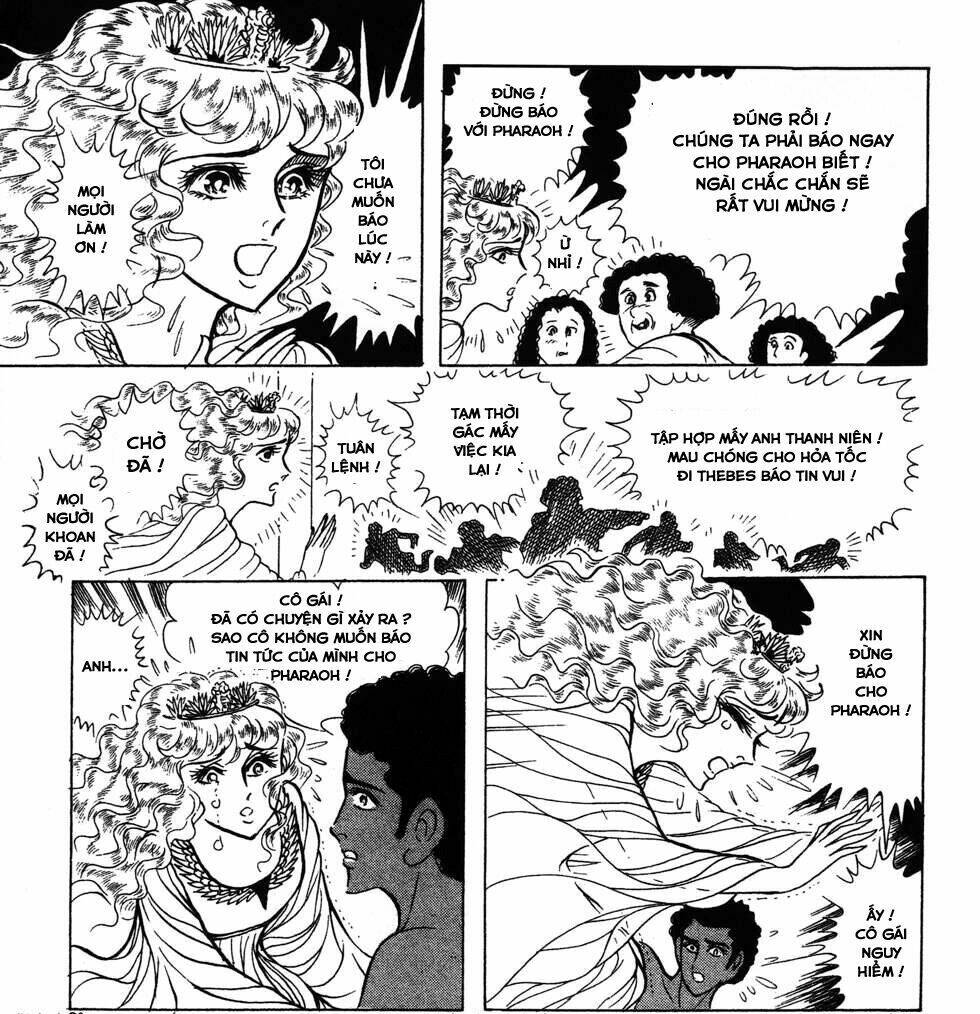 ĐÚNG RỒI !
CHÚNG TA PHẢI BÁO NGAY
CHO PHARAOH BIẾT !
NGÀI CHẮC CHẮN SẼ
RẤT VUI MỪNG !
ĐỪNG !
ĐỪNG BÁO
VỚI PHARAOH !
Ừ
NHỈ !
TÔI
CHƯA
MUỐN
BÁO
LÚC
NÀY !
MỌI
NGƯỜI
LÀM
ƠN !
TẬP HỢP MẤY ANH THANH NIÊN !
MAU CHÓNG CHO HỎA TỐC
ĐI THEBES BÁO TIN VUI !
TẠM THỜI
GÁC MẤY
VIỆC KIA
LẠI !
TUÂN
LỆNH !
CHỜ
ĐÃ !
MỌI
NGƯỜI
KHOAN
ĐÃ !
XIN
ĐỪNG
BÁO
CHO
PHARAOH !
ẤY !
CÔ GÁI
NGUY
HIỂM !
CÔ GÁI !
ĐÃ CÓ CHUYỆN GÌ XẢY RA ?
SAO CÔ KHÔNG MUỐN BÁO
TIN TỨC CỦA MÌNH CHO
PHARAOH !
ANH...